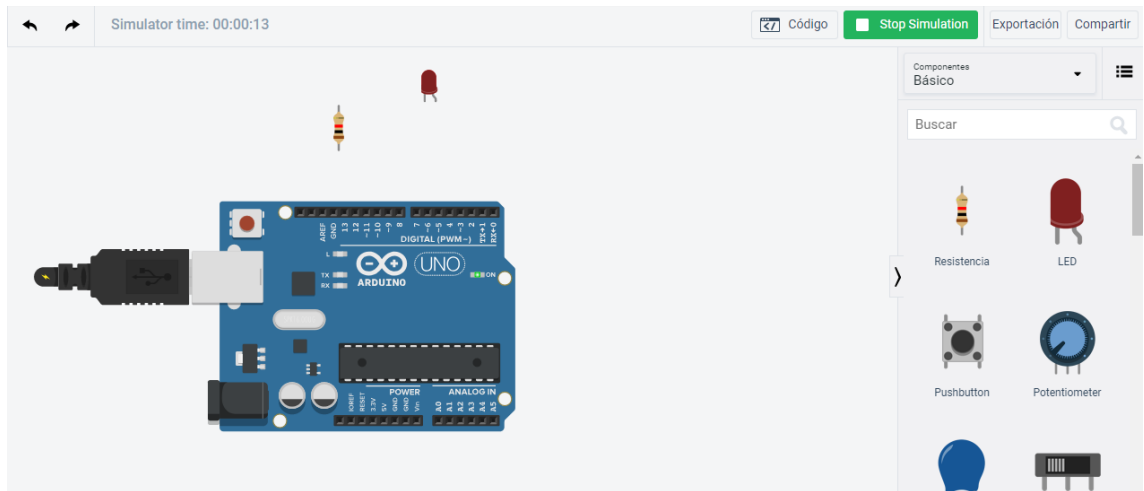 Simulator time: 00:00:13
Código
Stop Simulation
Exportación
Compartir
Componentes
Básico
Buscar
Resistencia
LED
Pushbutton
Potentiometer
AREF
GND
13
12
~11
~10
~9
8
7
~6
~5
4
~3
2
TX→1
RX←0
DIGITAL (PWM~)
L
TX
RX
ARDUINO
UNO
ON
POWER
ANALOG IN
IOREF
RESET
3.3V
5V
GND
GND
Vin
A0
A1
A2
A3
A4
A5